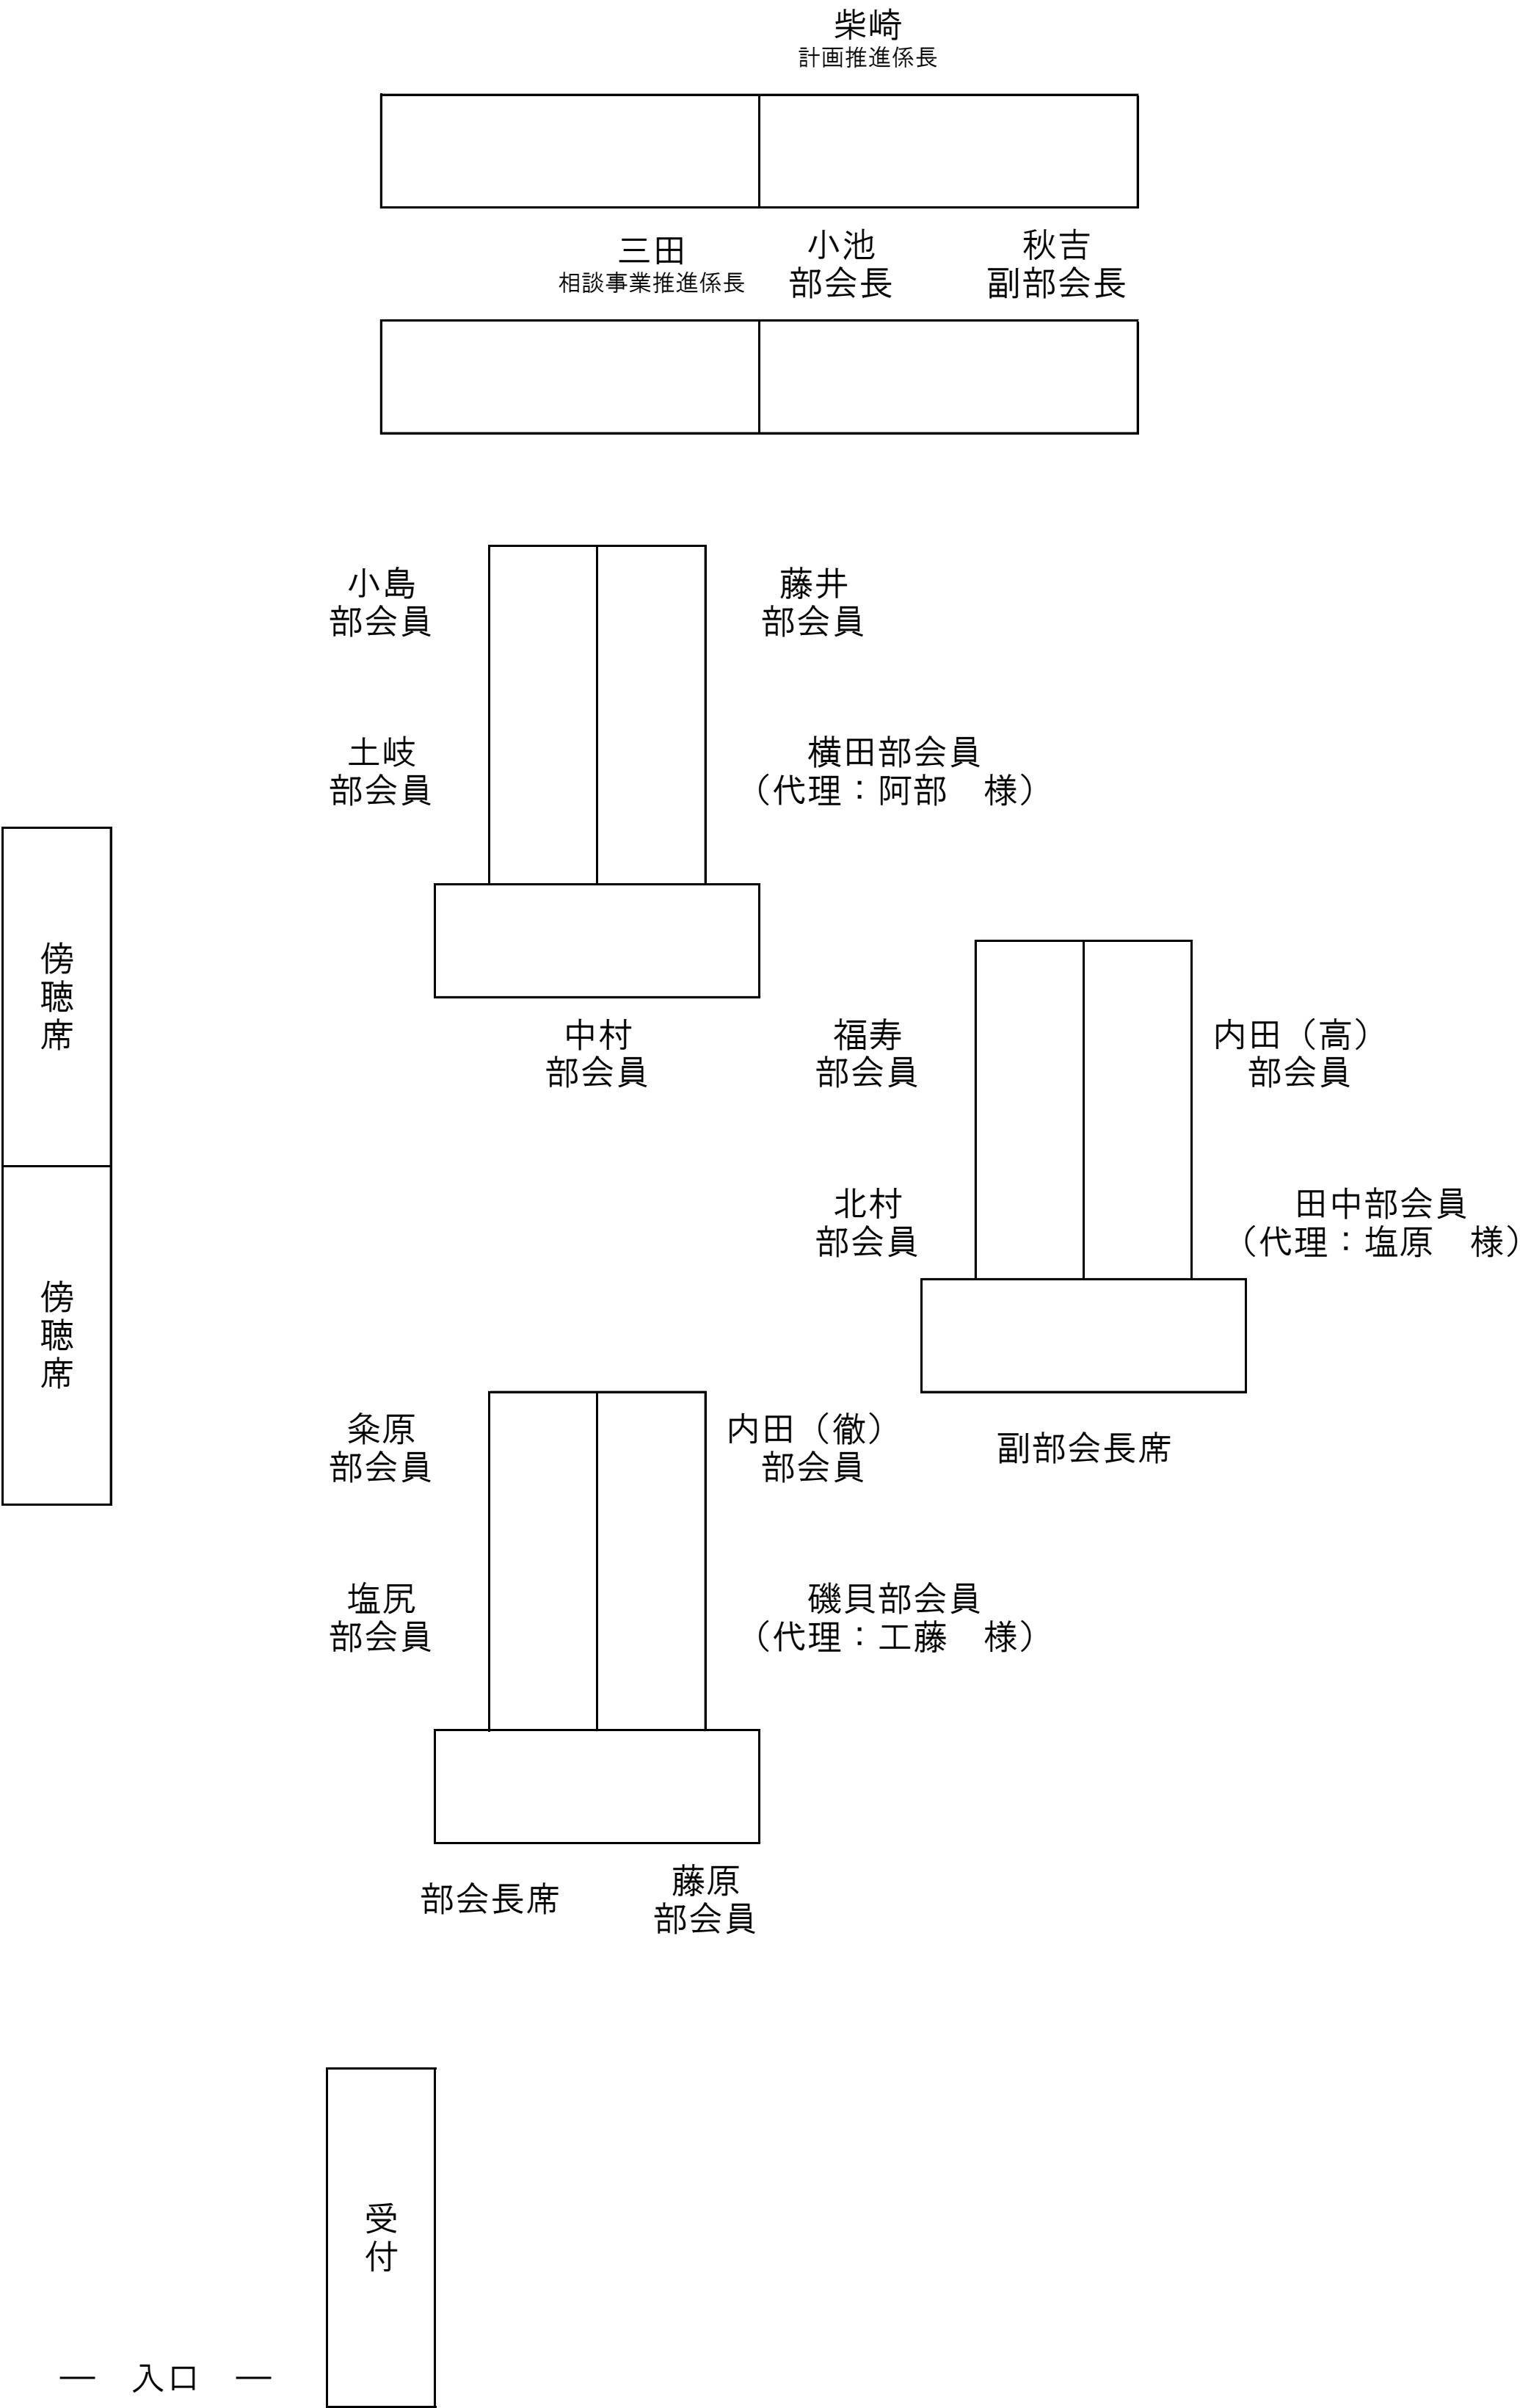 柴崎
計画推進係長
三田
相談事業推進係長
小池
部会長
秋吉
副部会長
小島
部会員
藤井
部会員
土岐
部会員
横田部会員
（代理：阿部　様）
傍聴席
中村
部会員
福寿
部会員
内田（高）
部会員
北村
部会員
田中部会員
（代理：塩原　様）
傍聴席
粂原
部会員
内田（徹）
部会員
副部会長席
塩尻
部会員
磯貝部会員
（代理：工藤　様）
部会長席
藤原
部会員
受付
―　入口　―